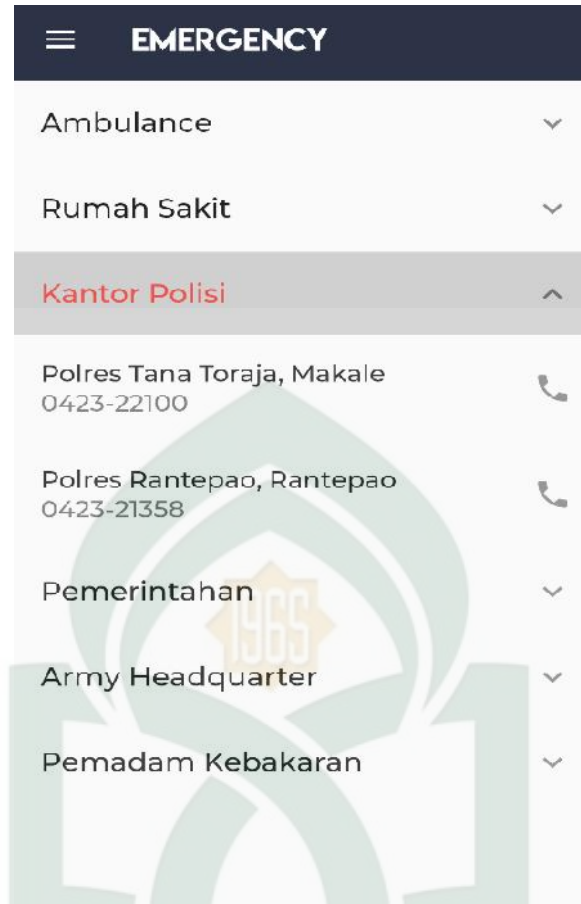 EMERGENCY
Ambulance
Rumah Sakit
Kantor Polisi
Polres Tana Toraja, Makale
0423-22100
Polres Rantepao, Rantepao
0423-21358
Pemerintahan
1965
Army Headquarter
Pemadam Kebakaran